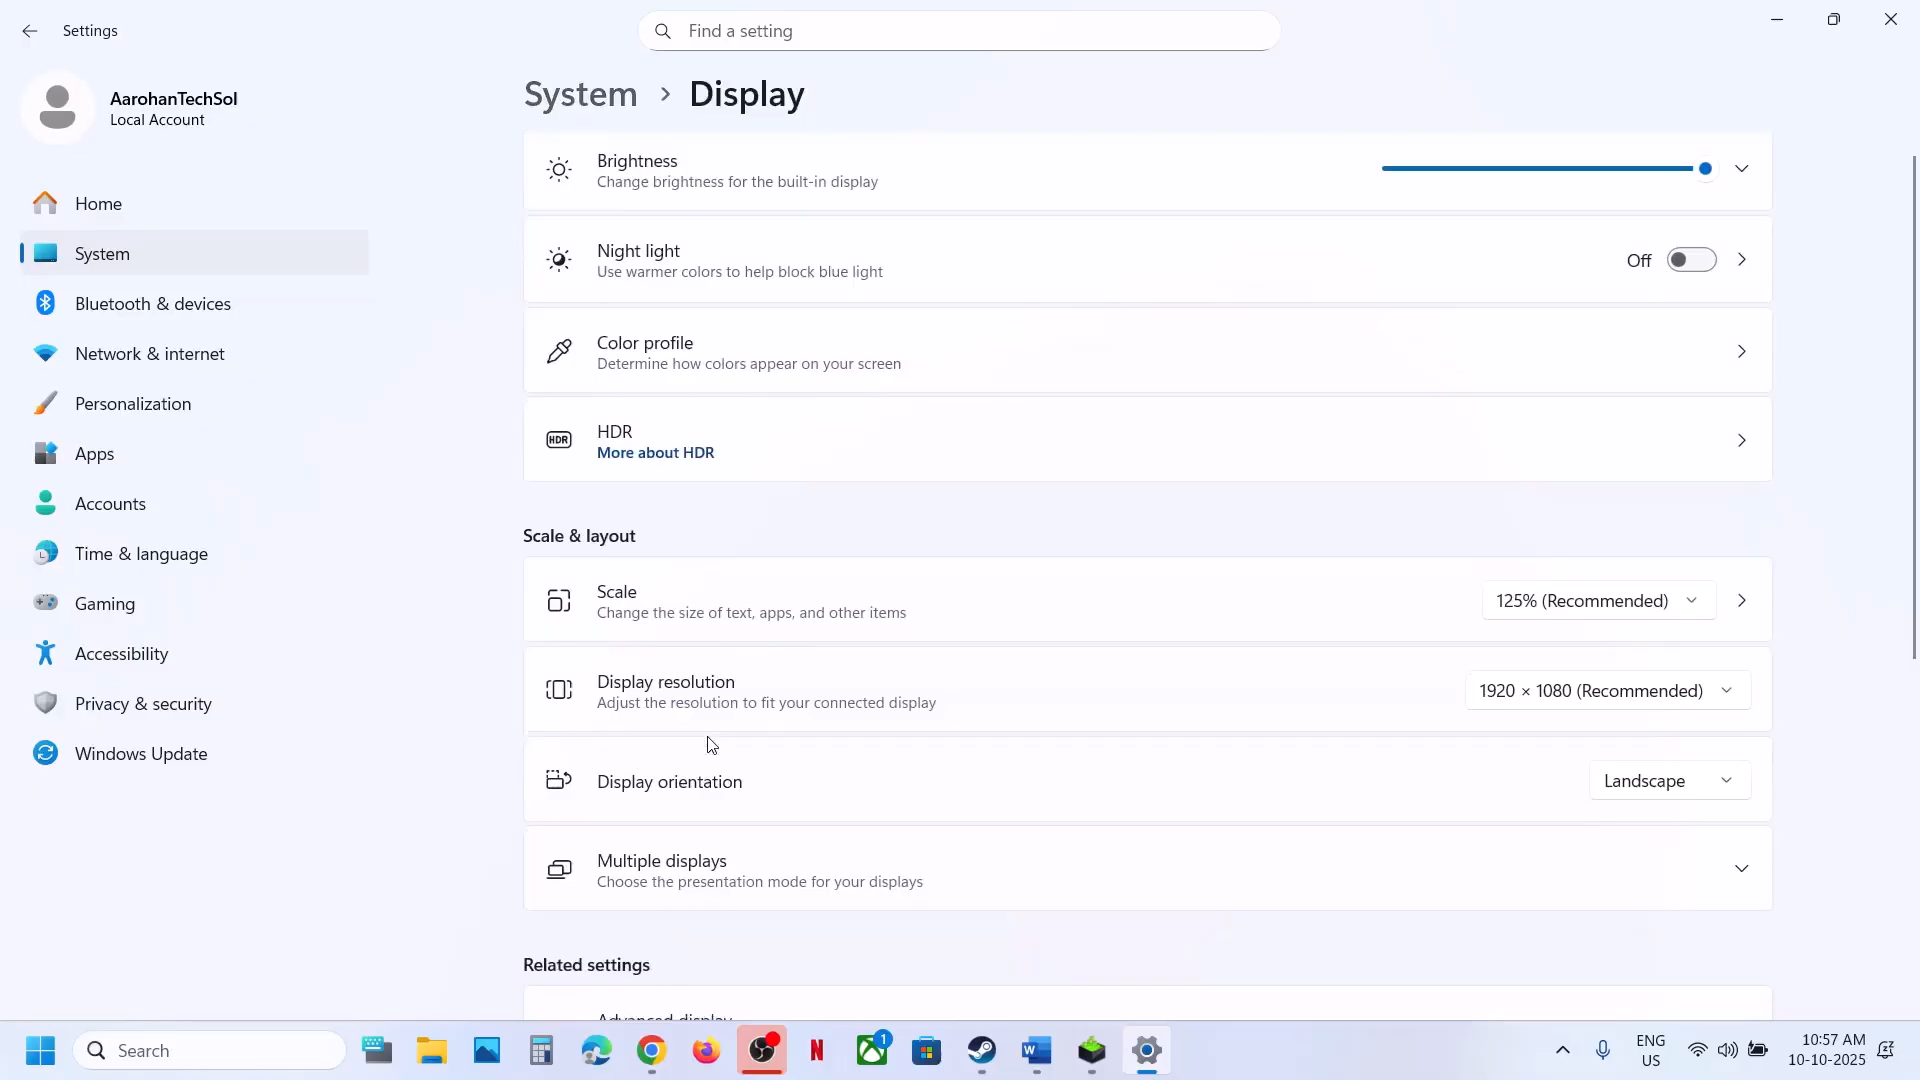 Settings
Find a setting
AarohanTechSol
Local Account
Home
System
Bluetooth & devices
Network & internet
Personalization
Apps
Accounts
Time & language
Gaming
Accessibility
Privacy & security
Windows Update
System > Display
Brightness
Change brightness for the built-in display
Night light
Use warmer colors to help block blue light
Off
Color profile
Determine how colors appear on your screen
HDR
HDR
More about HDR
Scale & layout
Scale
Change the size of text, apps, and other items
125% (Recommended)
Display resolution
Adjust the resolution to fit your connected display
1920 × 1080 (Recommended)
Display orientation
Landscape
Multiple displays
Choose the presentation mode for your displays
Related settings
Advanced display
Search
N
1
W
ENG
US
10:57 AM
10-10-2025